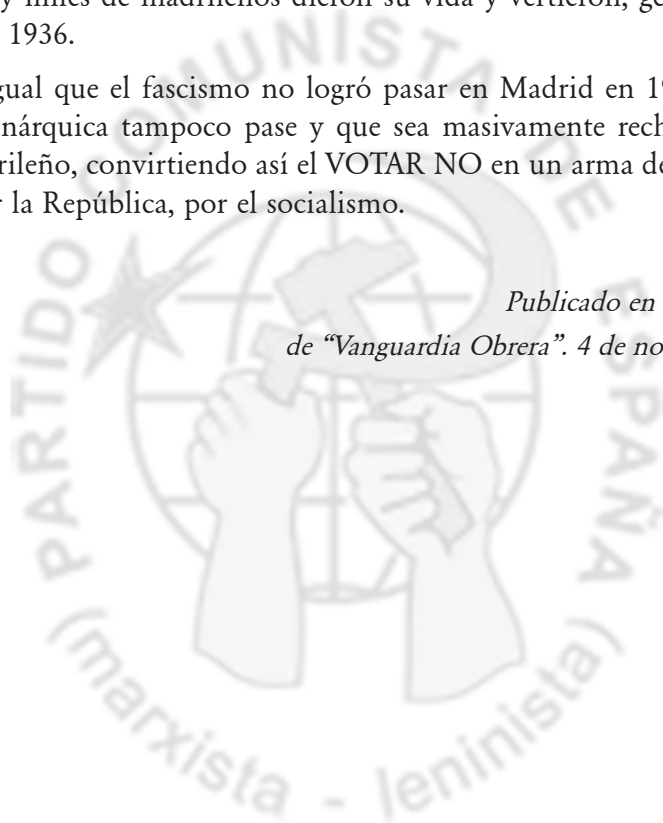 y miles de madrileños dieron su vida y vertieron, ge
1936.
gual que el fascismo no logró pasar en Madrid en 19
nárquica tampoco pase y que sea masivamente rech
rileño, convirtiendo así el VOTAR NO en un arma de
r la República, por el socialismo.
Publicado en
de “Vanguardia Obrera”. 4 de no
PARTIDO COMUNISTA DE ESPAÑA
(marxista - leninista)